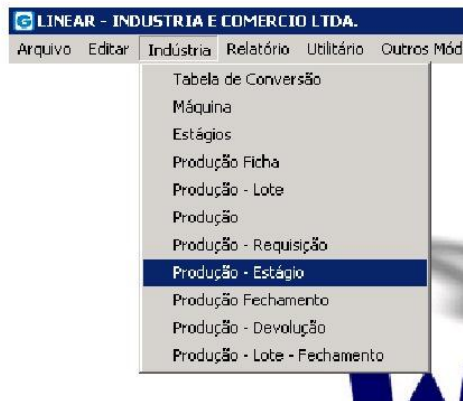 LINEAR - INDUSTRIA E COMERCIO LTDA.
Arquivo Editar Indústria Relatório Utilitário Outros Mód
Tabela de Conversão
Máquina
Estágios
Produção Ficha
Produção - Lote
Produção
Produção - Requisição
Produção - Estágio
Produção Fechamento
Produção - Devolução
Produção - Lote - Fechamento